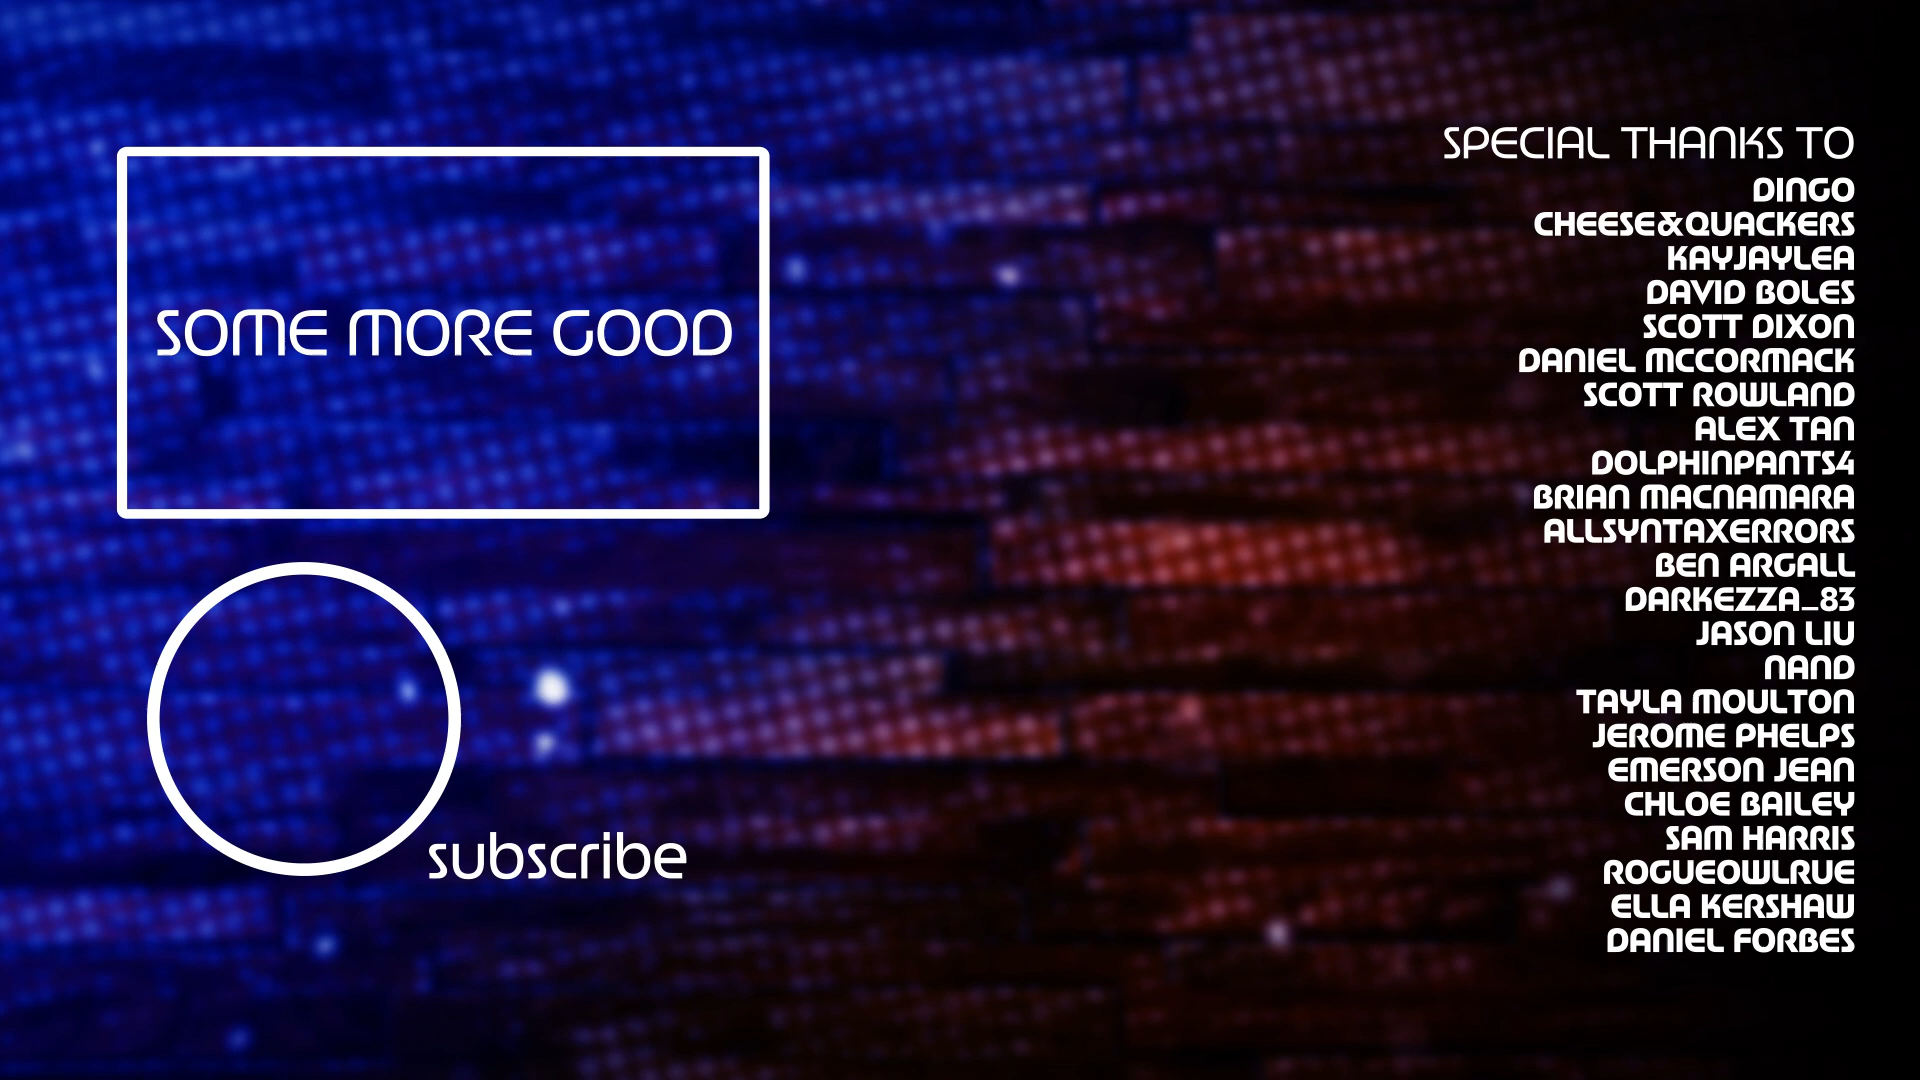 SOME MORE GOOD
subscribe
SPECIAL THANKS TO
DINGO
CHEESE&QUACKERS
KAYJAYLEA
DAVID BOLES
SCOTT DIXON
DANIEL MCCORMACK
SCOTT ROWLAND
ALEX TAN
DOLPHINPANTS4
BRIAN MACNAMARA
ALLSYNTAXERRORS
BEN ARGALL
DARKEZZA_83
JASON LIU
NAND
TAYLA MOULTON
JEROME PHELPS
EMERSON JEAN
CHLOE BAILEY
SAM HARRIS
ROGUEOWLRUE
ELLA KERSHAW
DANIEL FORBES